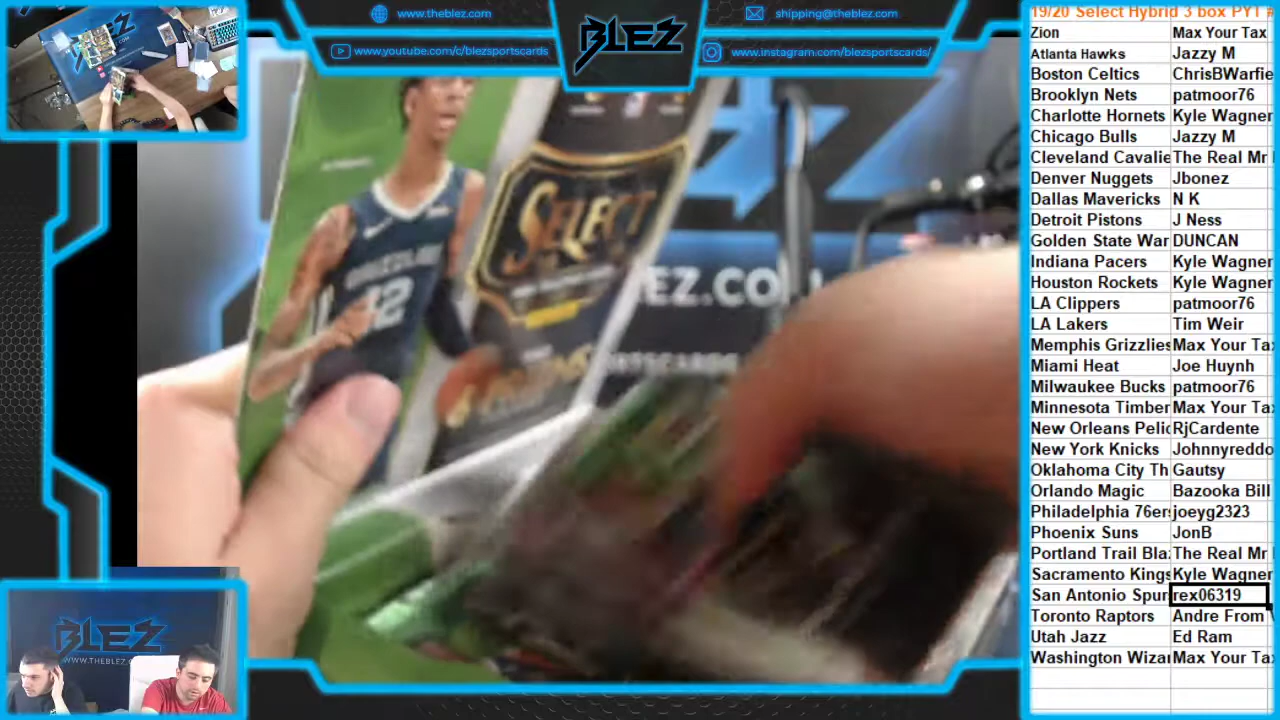 www.theblez.com
shipping@theblez.com
BLEZ
www.youtube.com/c/blezsportscards
www.instagram.com/blezsportscards/
19/20 Select Hybrid 3 box PYT #
Zion Max Your Tax
Atlanta Hawks Jazzy M
Boston Celtics ChrisBWarfie
Brooklyn Nets patmoor76
Charlotte Hornets Kyle Wagner
Chicago Bulls Jazzy M
Cleveland Cavalie The Real Mr
Denver Nuggets Jbonez
Dallas Mavericks N K
Detroit Pistons J Ness
Golden State War DUNCAN
Indiana Pacers Kyle Wagner
Houston Rockets Kyle Wagner
LA Clippers patmoor76
LA Lakers Tim Weir
Memphis Grizzlies Max Your Tax
Miami Heat Joe Huynh
Milwaukee Bucks patmoor76
Minnesota Timber Max Your Tax
New Orleans Pelic RjCardente
New York Knicks Johnnyreddo
Oklahoma City Th Gautsy
Orlando Magic Bazooka Bill
Philadelphia 76ers joeyg2323
Phoenix Suns JonB
Portland Trail Bla The Real Mr
Sacramento Kings Kyle Wagner
San Antonio Spur rex06319
Toronto Raptors Andre From
Utah Jazz Ed Ram
Washington Wizar Max Your Tax
SELECT
GRIZZLIES
12
EZ.CO
BLEZ
WWW.THEBLEZ.COM